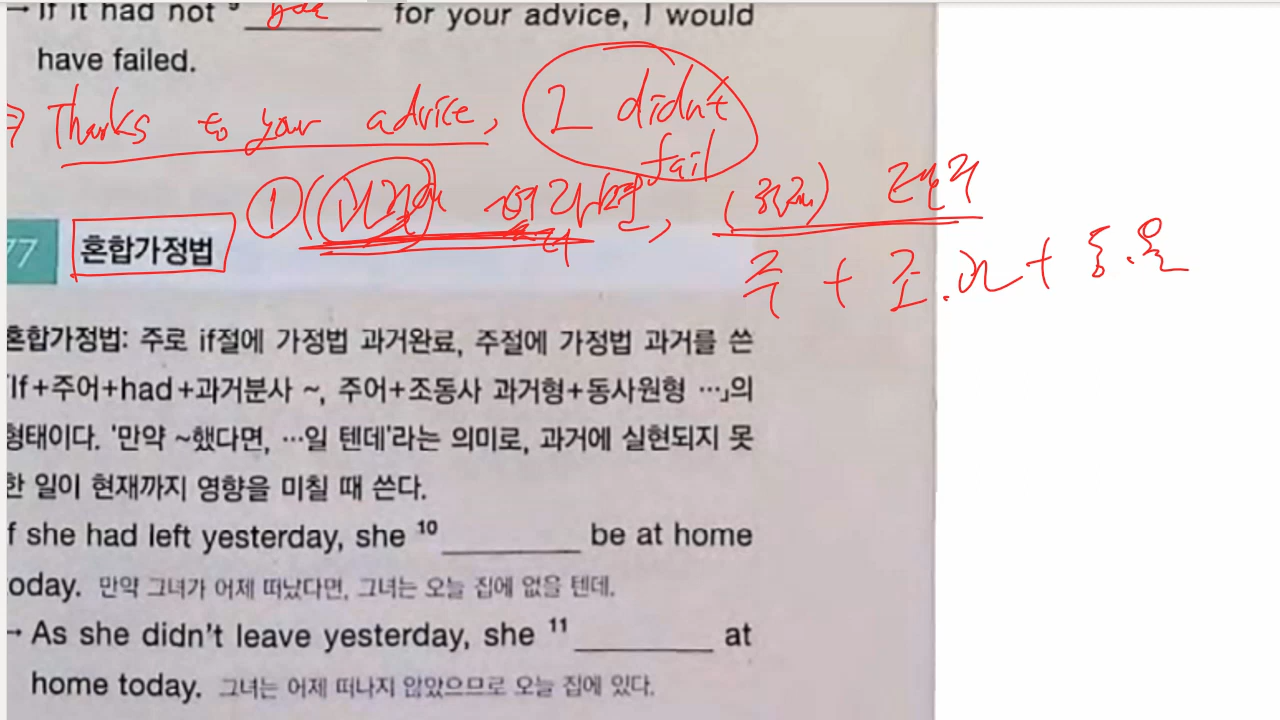 → If it had not 9 been for your advice, I would
have failed.
⇒ Thanks to your advice, I didn't fail
①(과거에) 였더라면, (현재) 할텐데
77 혼합가정법
주 + 조.과 + 동.원
혼합가정법: 주로 if절에 가정법 과거완료, 주절에 가정법 과거를 쓴
「If+주어+had+과거분사 ~, 주어+조동사 과거형+동사원형 …」의
형태이다. '만약 ~했다면, …일 텐데'라는 의미로, 과거에 실현되지 못
한 일이 현재까지 영향을 미칠 때 쓴다.
f she had left yesterday, she 10 ________ be at home
oday. 만약 그녀가 어제 떠났다면, 그녀는 오늘 집에 없을 텐데.
→ As she didn't leave yesterday, she 11 ________ at
home today. 그녀는 어제 떠나지 않았으므로 오늘 집에 있다.